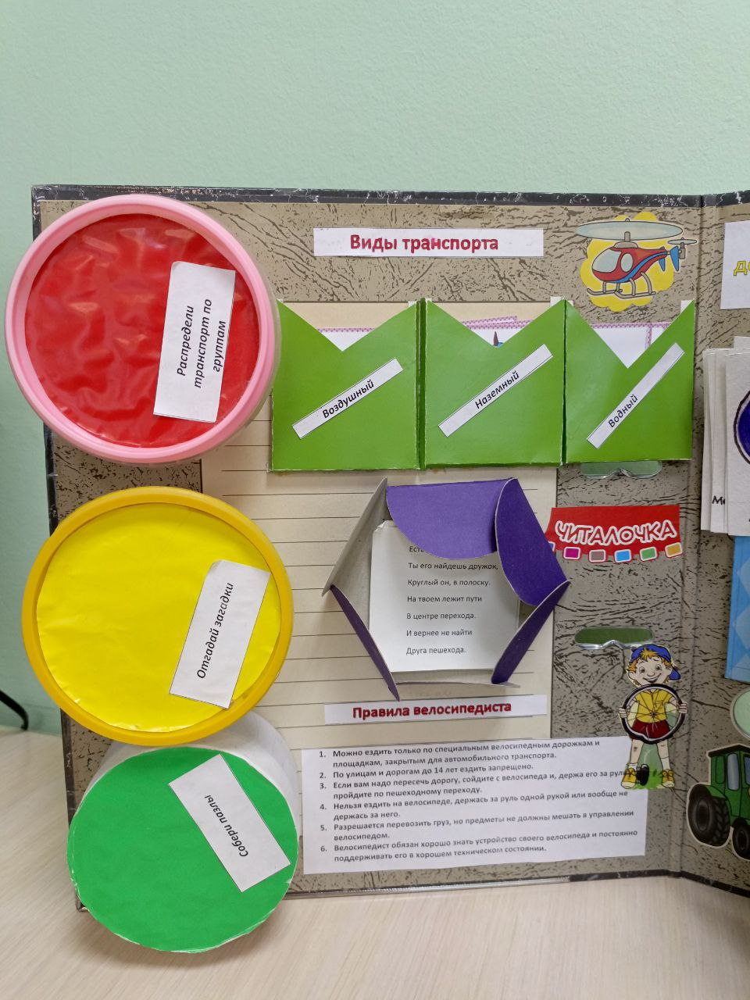 Виды транспорта
Распредели
транспорт по
группам
Воздушный
Наземный
Водный
ЧИТАЛОЧКА
Отгадай загадки
Ты его найдешь дружок,
Круглый он, в полоску.
На твоем лежит пути
В центре перехода.
И вернее не найти
Друга пешехода.
Правила велосипедиста
1. Можно ездить только по специальным велосипедным дорожкам и
площадкам, закрытым для автомобильного транспорта.
2. По улицам и дорогам до 14 лет ездить запрещено.
3. Если вам надо пересечь дорогу, сойдите с велосипеда и, держа его за руль
пройдите по пешеходному переходу.
4. Нельзя ездить на велосипеде, держась за руль одной рукой или вообще не
держась за него.
5. Разрешается перевозить груз, но предметы не должны мешать в управлении
велосипедом.
6. Велосипедист обязан хорошо знать устройство своего велосипеда и постоянно
поддерживать его в хорошем техническом состоянии.
Собери пазлы